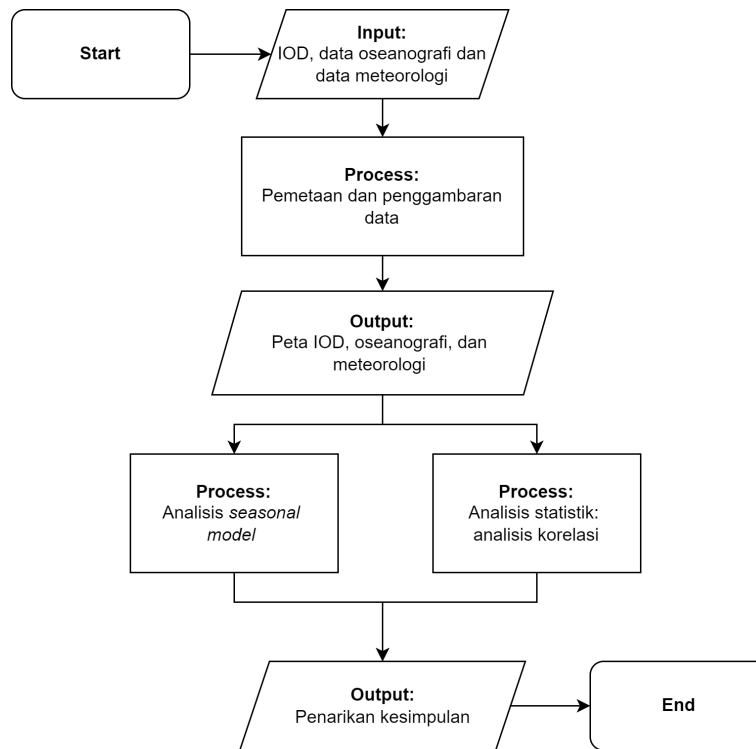 Start
Input:
IOD, data oseanografi dan
data meteorologi
Process:
Pemetaan dan penggambaran
data
Output:
Peta IOD, oseanografi, dan
meteorologi
Process:
Analisis seasonal
model
Process:
Analisis statistik:
analisis korelasi
Output:
Penarikan kesimpulan
End